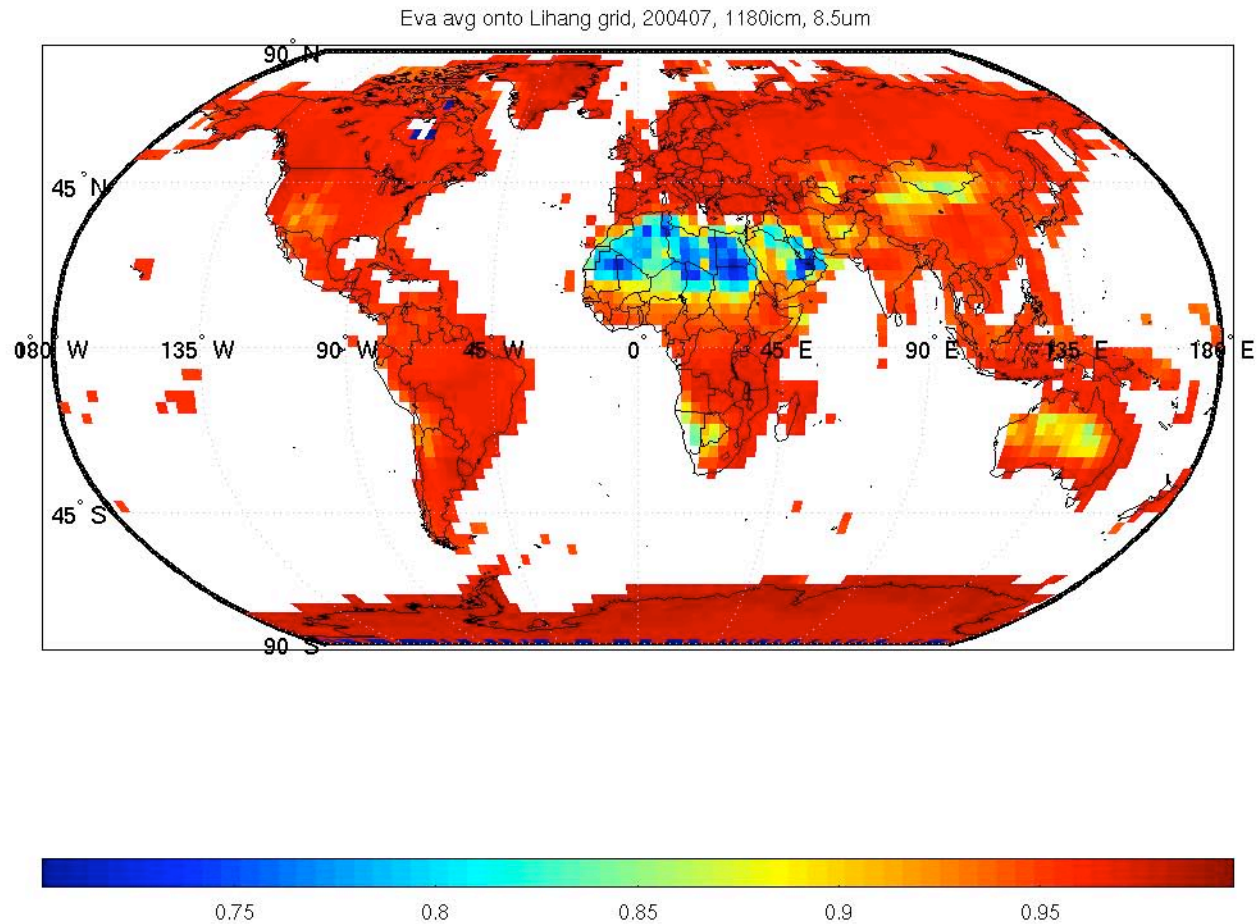 Eva avg onto Lihang grid, 200407, 1180icm, 8.5um
90° N
45° N
180° W 135° W 90° W 45° W 0 45° E 90° E 135° E 180° E
45° S
90° S
0.75 0.8 0.85 0.9 0.95